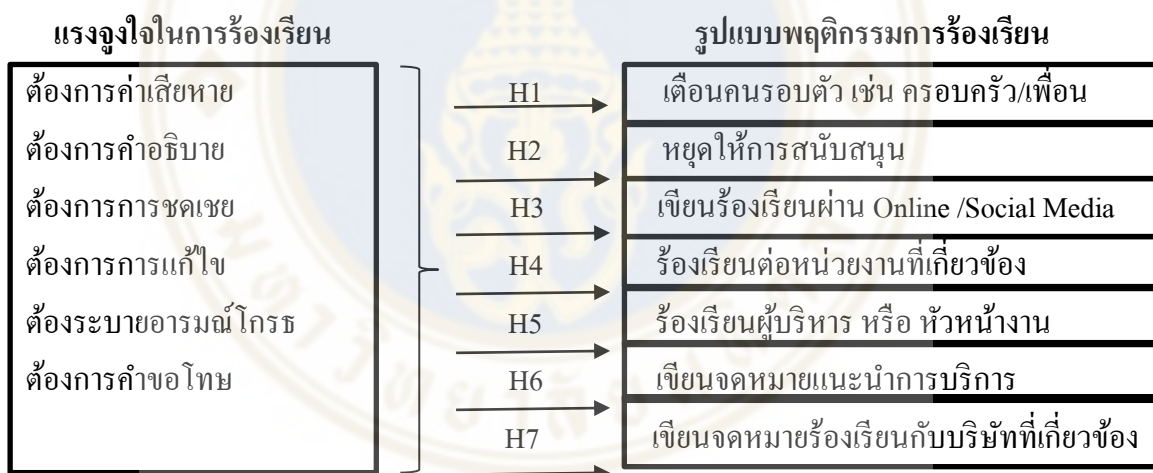 แรงจูงใจในการร้องเรียน
รูปแบบพฤติกรรมการร้องเรียน
ต้องการค่าเสียหาย
H1
เตือนคนรอบตัว เช่น ครอบครัว/เพื่อน
ต้องการคำอธิบาย
H2
หยุดให้การสนับสนุน
ต้องการการชดเชย
H3
เขียนร้องเรียนผ่าน Online /Social Media
ต้องการการแก้ไข
H4
ร้องเรียนต่อหน่วยงานที่เกี่ยวข้อง
ต้องระบายอารมณ์โกรธ
H5
ร้องเรียนผู้บริหาร หรือ หัวหน้างาน
ต้องการคำขอโทษ
H6
เขียนจดหมายแนะนำการบริการ
H7
เขียนจดหมายร้องเรียนกับบริษัทที่เกี่ยวข้อง
มหาวิทยาลัยมหิดล